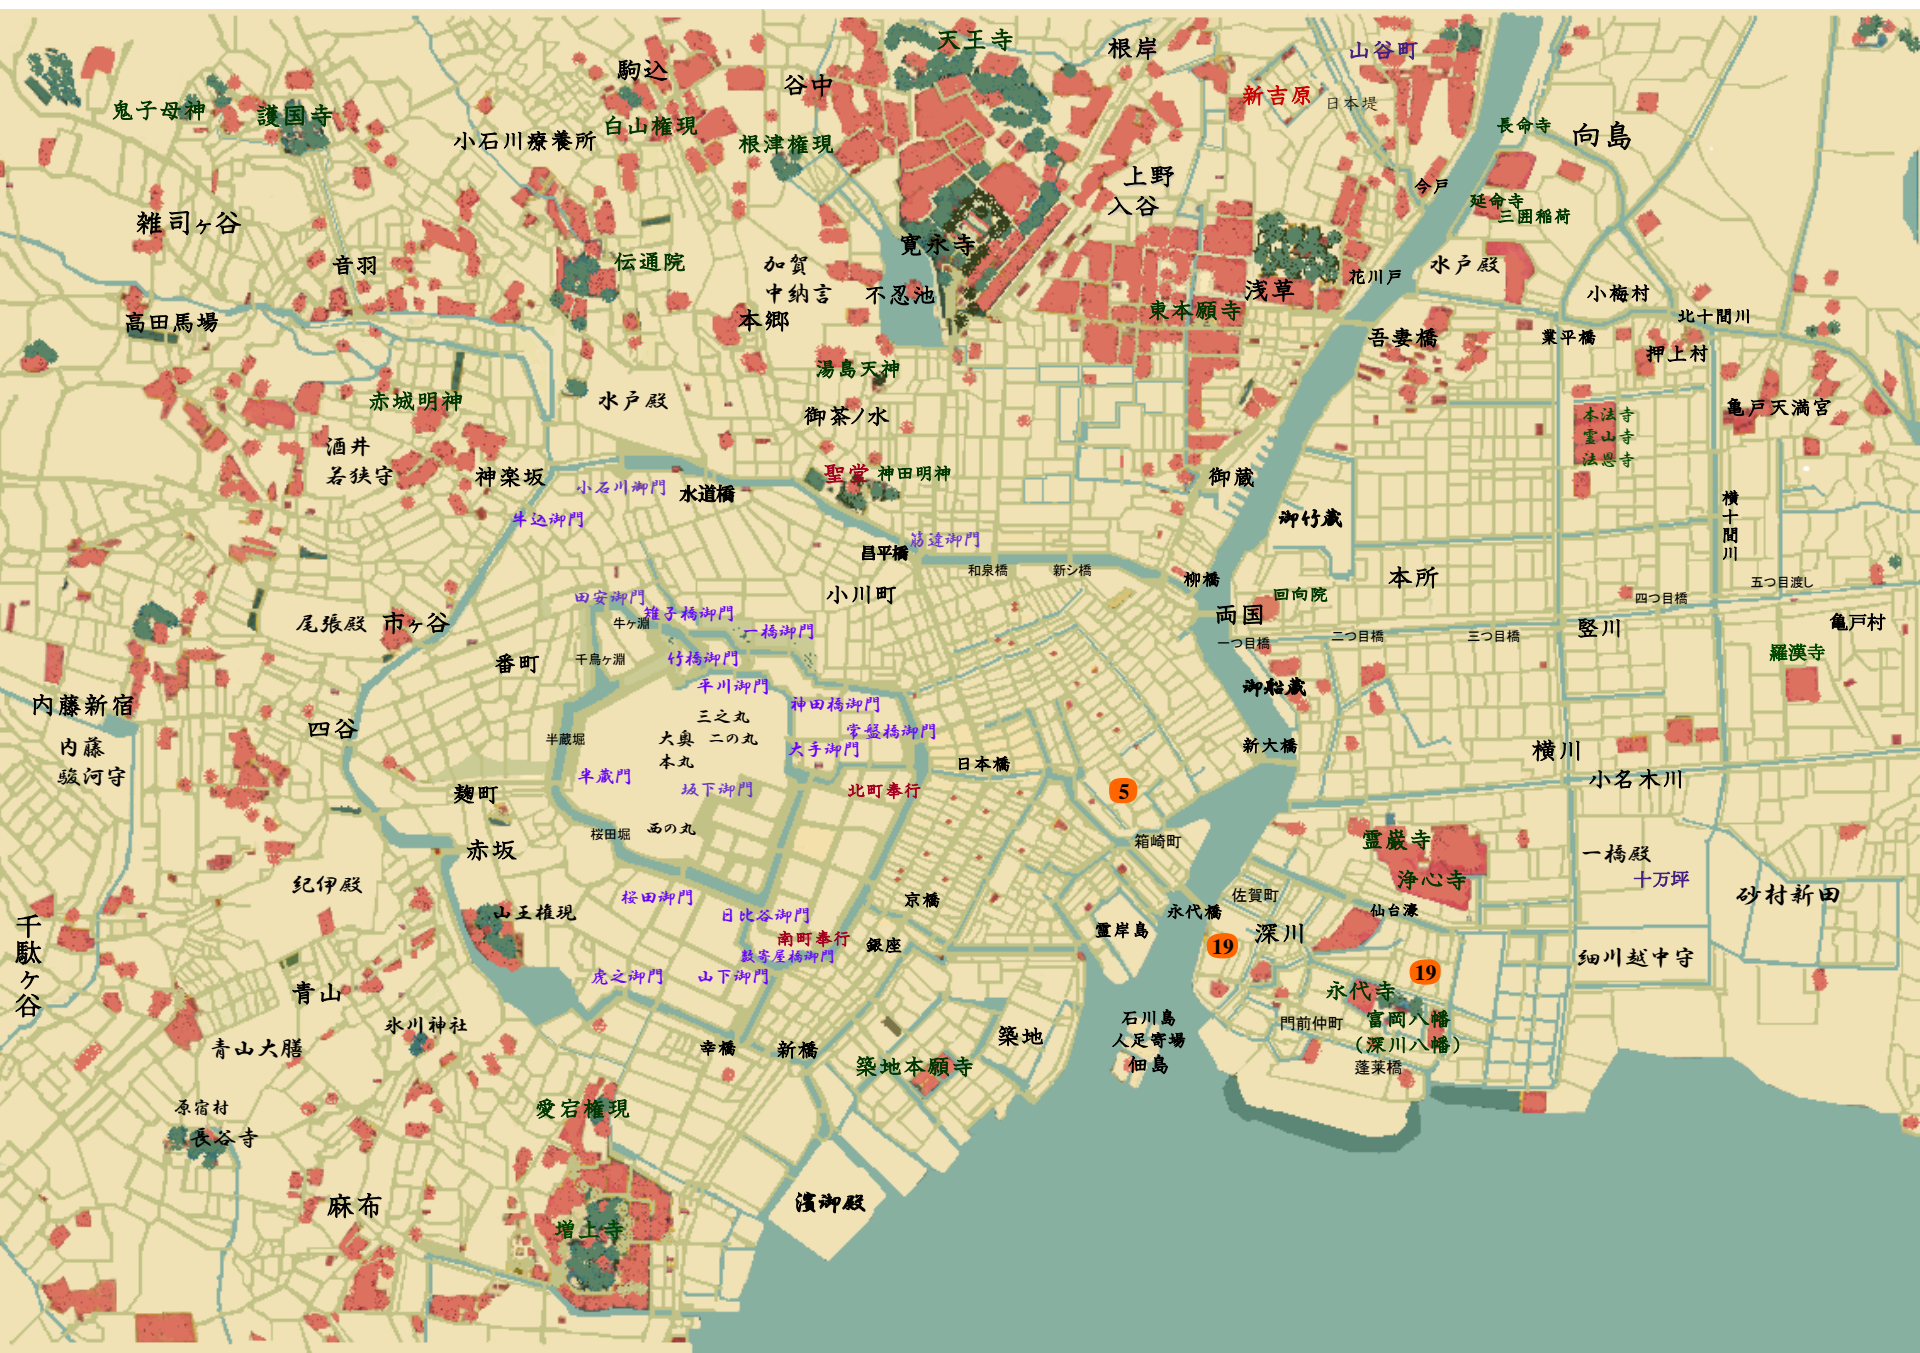 天王寺
根岸
山谷町
駒込
谷中
新吉原
日本堤
鬼子母神
護国寺
白山権現
長命寺
向島
小石川療養所
根津権現
上野
入谷
今戸
延命寺
三囲稲荷
雑司ヶ谷
寛永寺
音羽
伝通院
加賀
中納言
不忍池
浅草
花川戸
水戸殿
小梅村
高田馬場
本郷
東本願寺
吾妻橋
業平橋
北十間川
押上村
湯島天神
赤城明神
水戸殿
御茶ノ水
亀戸天満宮
本法寺
霊山寺
法恩寺
酒井
若狭守
神楽坂
小石川御門
水道橋
聖堂
神田明神
御蔵
御竹蔵
横十間川
牛込御門
昌平橋
筋違御門
和泉橋
新シ橋
柳橋
本所
回向院
五つ目渡し
四つ目橋
田安御門
雉子橋御門
小川町
両国
牛ヶ淵
一橋御門
一つ目橋
二つ目橋
三つ目橋
竪川
亀戸村
尾張殿
市ヶ谷
番町
千鳥ヶ淵
竹橋御門
羅漢寺
平川御門
御船蔵
内藤新宿
神田橋御門
四谷
三之丸
常盤橋御門
半蔵堀
大奥
二の丸
大手御門
新大橋
横川
内藤
駿河守
本丸
日本橋
半蔵門
坂下御門
北町奉行
5
小名木川
麹町
桜田堀
西の丸
箱崎町
霊巌寺
一橋殿
赤坂
浄心寺
十万坪
紀伊殿
桜田御門
京橋
佐賀町
砂村新田
山王権現
日比谷御門
永代橋
仙台濠
千駄ヶ谷
南町奉行
銀座
霊岸島
19
深川
数寄屋橋御門
細川越中守
虎之御門
山下御門
19
青山
永代寺
氷川神社
石川島
人足寄場
佃島
門前仲町
富岡八幡
(深川八幡)
青山大膳
幸橋
新橋
築地
築地本願寺
蓬莱橋
原宿村
愛宕権現
長谷寺
麻布
濱御殿
増上寺